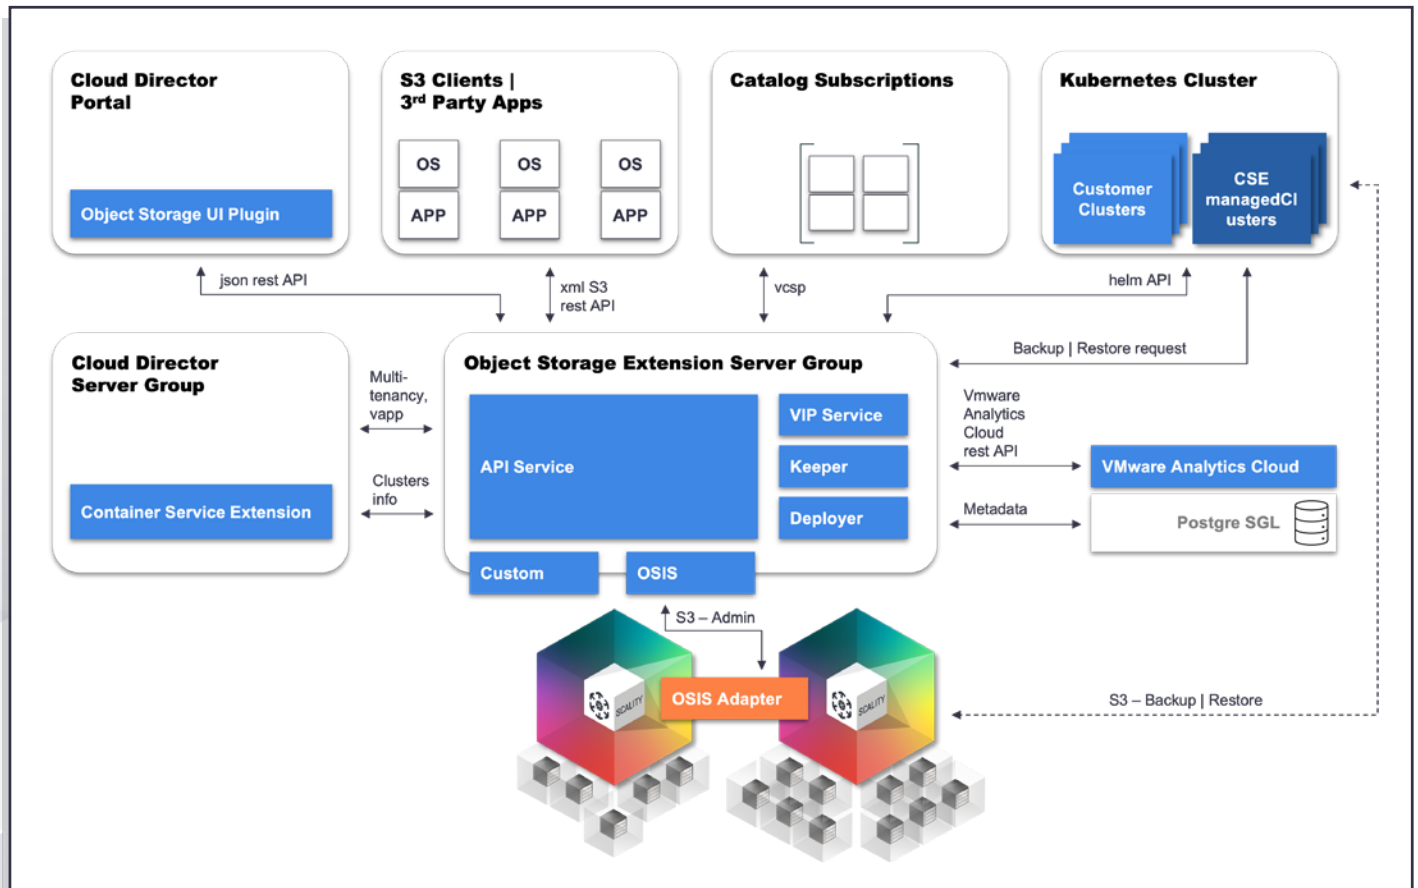 Cloud Director
Portal
Object Storage UI Plugin
S3 Clients |
3rd Party Apps
OS
OS
OS
APP
APP
APP
Catalog Subscriptions
Kubernetes Cluster
Customer
Clusters
CSE
managedCl
usters
json rest API
xml S3
rest API
vcsp
helm API
Cloud Director
Server Group
Container Service Extension
Multi-
tenancy,
vapp
Clusters
info
Object Storage Extension Server Group
API Service
VIP Service
Keeper
Deployer
Custom
OSIS
Backup | Restore request
Vmware
Analytics
Cloud
rest API
VMware Analytics Cloud
Metadata
Postgre SGL
S3 – Admin
SCALITY
OSIS Adapter
SCALITY
S3 – Backup | Restore